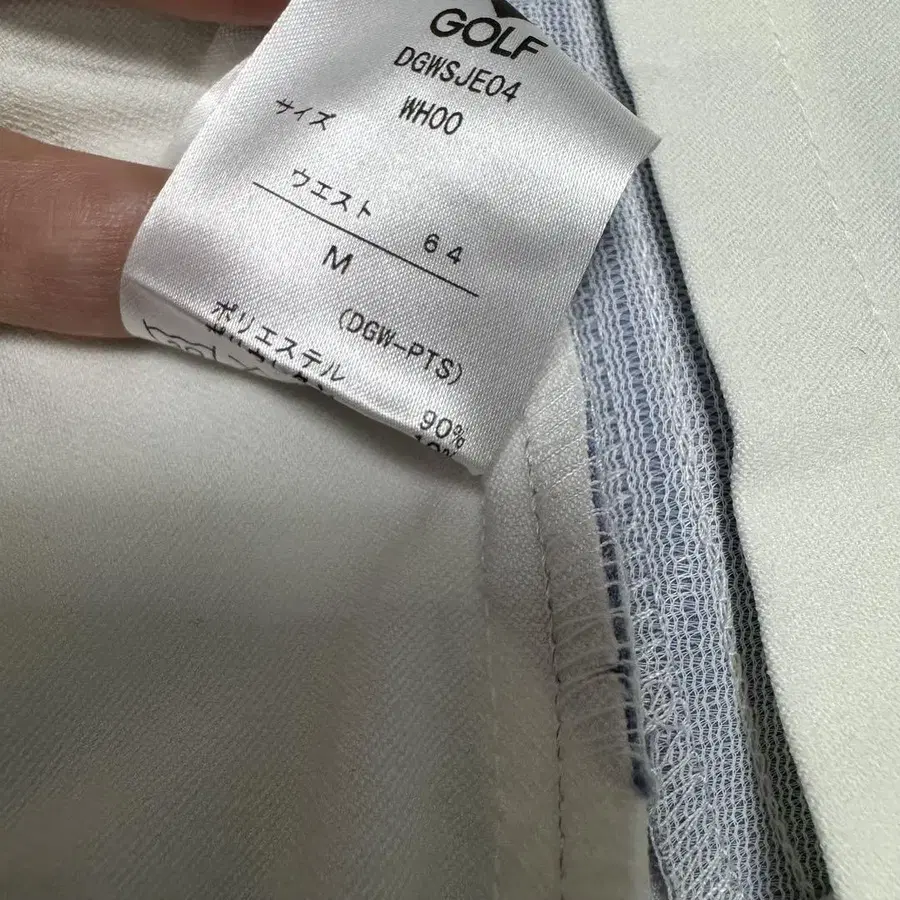 GOLF
DGWSJE04
WH00
サイズ
ウエスト 64
M
(DGW-PTS)
ポリエステル 90%